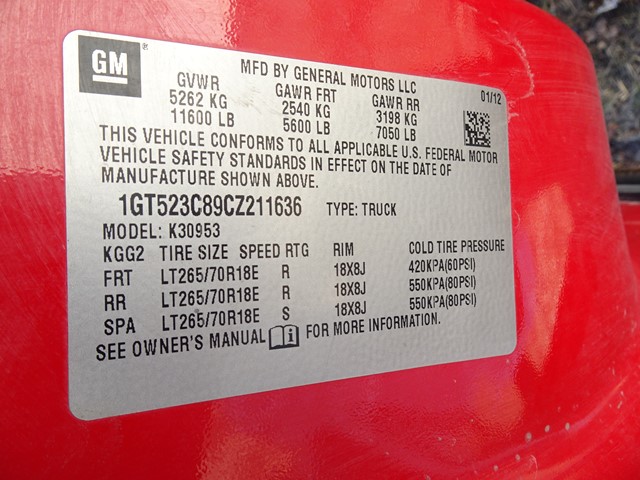 GM®
MFD BY GENERAL MOTORS LLC
01/12
GVWR GAWR FRT GAWR RR
5262 KG 2540 KG 3198 KG
11600 LB 5600 LB 7050 LB
THIS VEHICLE CONFORMS TO ALL APPLICABLE U.S. FEDERAL MOTOR
VEHICLE SAFETY STANDARDS IN EFFECT ON THE DATE OF
MANUFACTURE SHOWN ABOVE.
1GT523C89CZ211636 TYPE: TRUCK
MODEL: K30953
KGG2 TIRE SIZE SPEED RTG RIM COLD TIRE PRESSURE
FRT LT265/70R18E R 18X8J 420KPA(60PSI)
RR LT265/70R18E R 18X8J 550KPA(80PSI)
SPA LT265/70R18E S 18X8J 550KPA(80PSI)
SEE OWNER'S MANUAL FOR MORE INFORMATION.